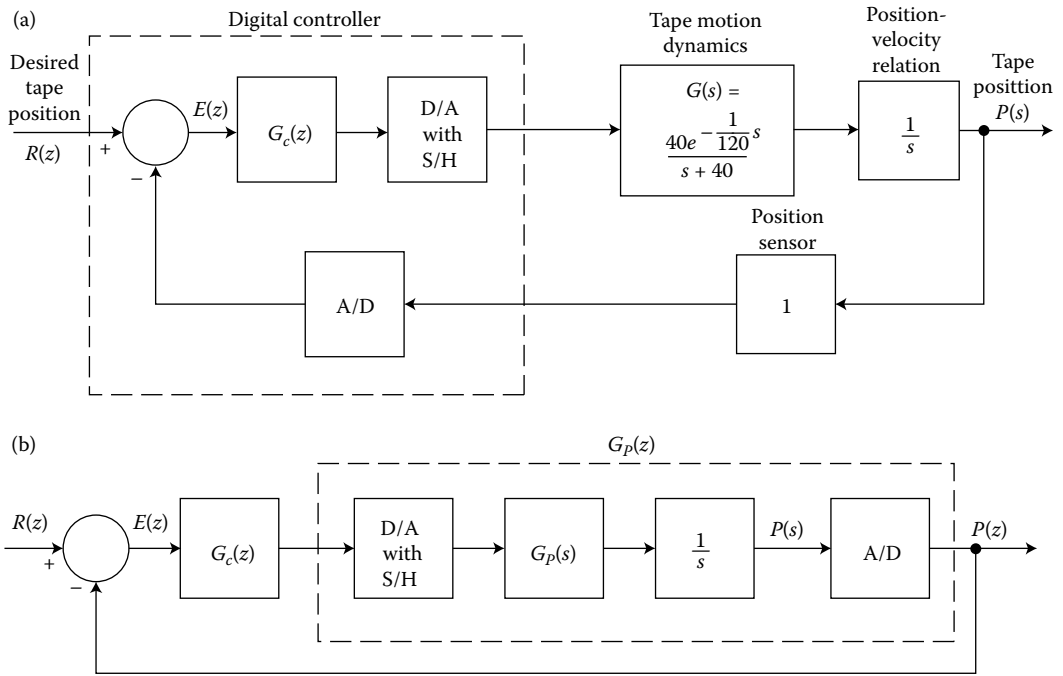 (a)
Digital controller
Tape motion
dynamics
Position-
velocity
relation
Desired
tape
position
R(z)
+
−
E(z)
G_c(z)
D/A
with
S/H
G(s) =
40e^{−\frac{1}{120}s}
s + 40
1
s
Tape
posittion
P(s)
Position
sensor
1
A/D
(b)
G_P(z)
R(z)
+
−
E(z)
G_c(z)
D/A
with
S/H
G_P(s)
1
s
P(s)
A/D
P(z)